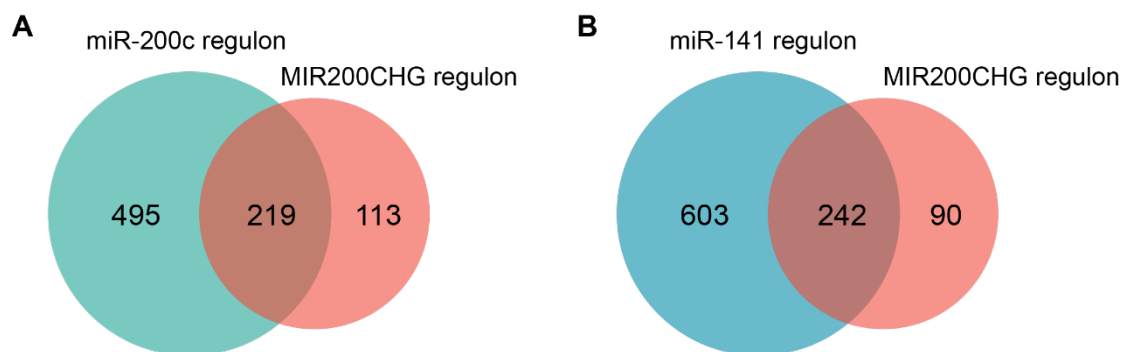 A
miR-200c regulon
MIR200CHG regulon
495
219
113
B
miR-141 regulon
MIR200CHG regulon
603
242
90